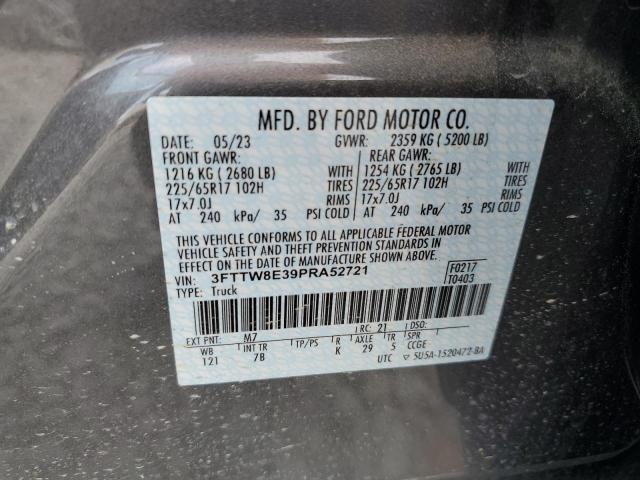 MFD. BY FORD MOTOR CO.
DATE: 05/23 GVWR: 2359 KG ( 5200 LB)
FRONT GAWR: REAR GAWR:
1216 KG ( 2680 LB) WITH 1254 KG ( 2765 LB) WITH
225/65R17 102H TIRES 225/65R17 102H TIRES
17x7.0J RIMS 17x7.0J RIMS
AT 240 kPa/ 35 PSI COLD AT 240 kPa/ 35 PSI COLD
THIS VEHICLE CONFORMS TO ALL APPLICABLE FEDERAL MOTOR
VEHICLE SAFETY AND THEFT PREVENTION STANDARDS IN
EFFECT ON THE DATE OF MANUFACTURE SHOWN ABOVE.
VIN: 3FTTW8E39PRA52721 F0217
TYPE: Truck T0403
EXT PNT: M7 RC: 21 DSO:
WB INT TR TP/PS R AXLE TR SPR
121 7B K 29 5 CCGE
UTC ▽ 5U5A-1520472-BA